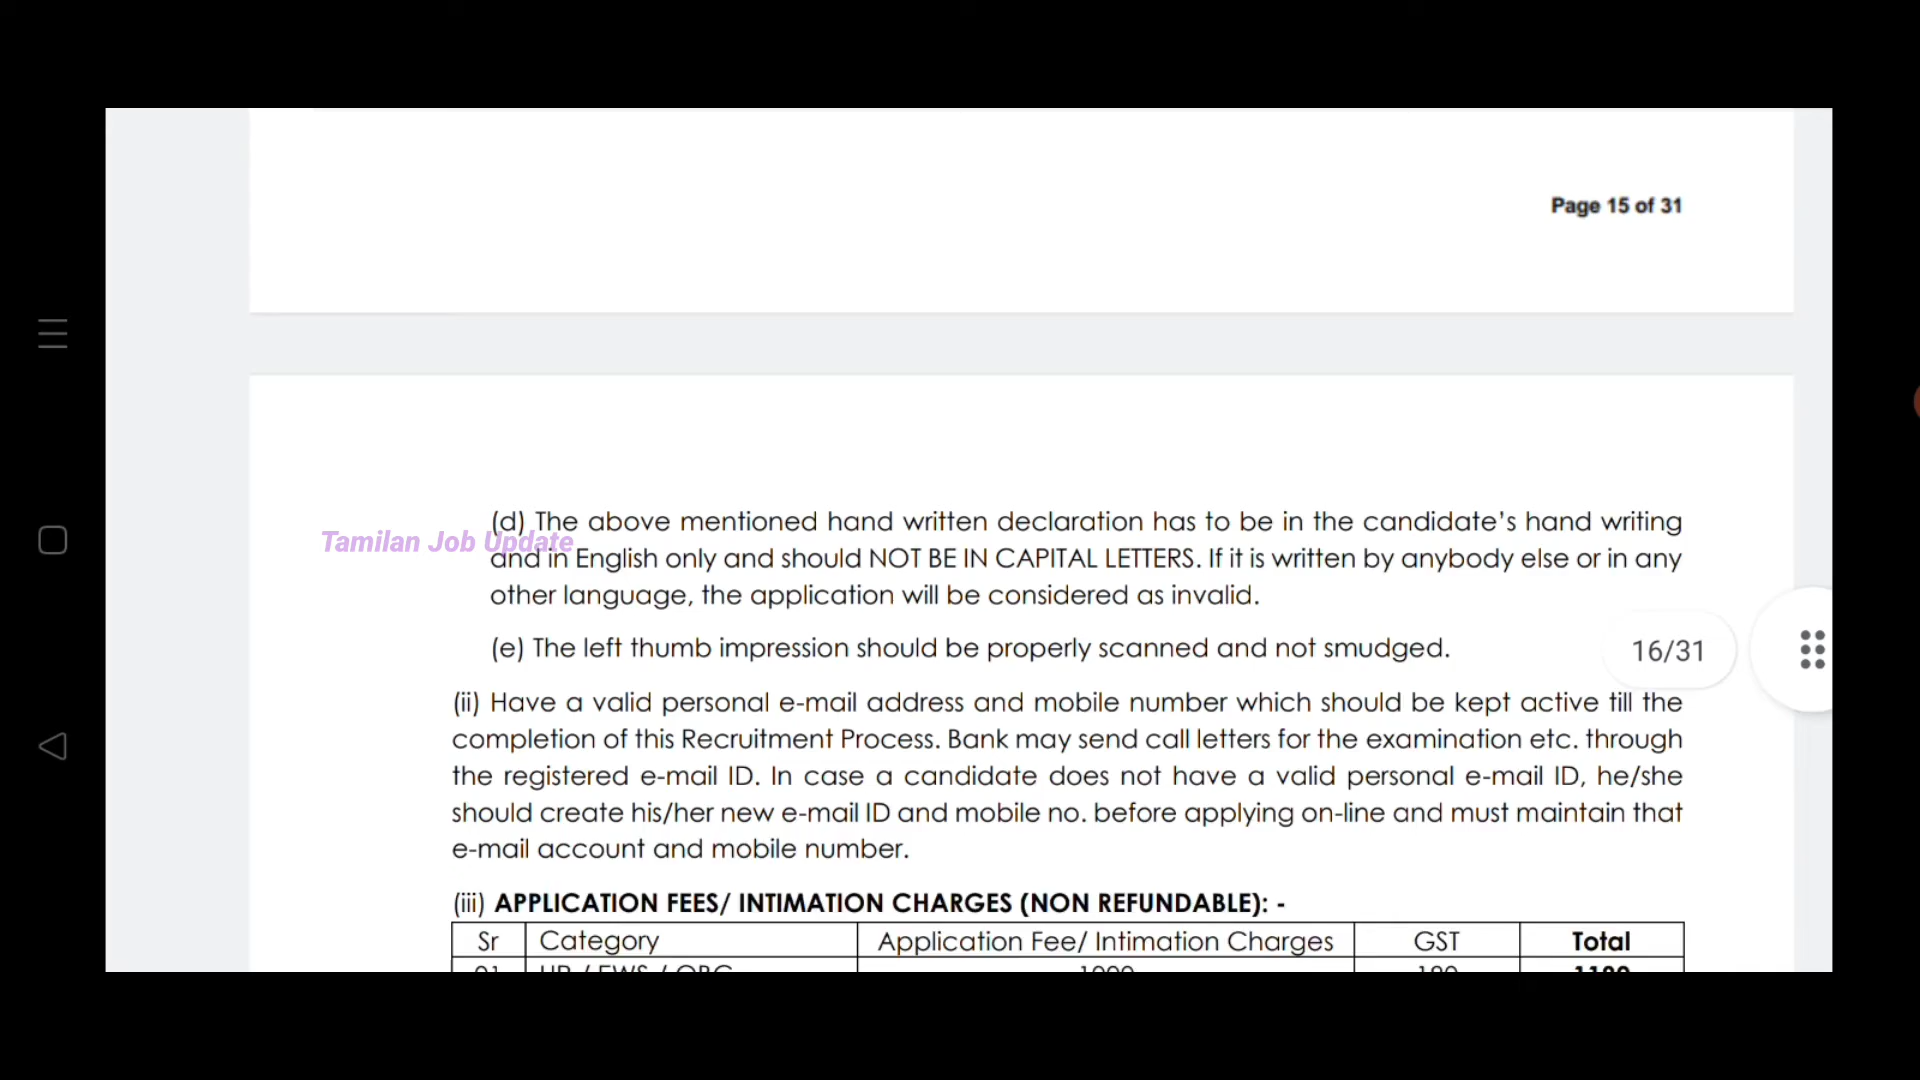 Page 15 of 31
(d) The above mentioned hand written declaration has to be in the candidate's hand writing
Tamilan Job Update
and in English only and should NOT BE IN CAPITAL LETTERS. If it is written by anybody else or in any
other language, the application will be considered as invalid.
(e) The left thumb impression should be properly scanned and not smudged.
16/31
(ii) Have a valid personal e-mail address and mobile number which should be kept active till the
completion of this Recruitment Process. Bank may send call letters for the examination etc. through
the registered e-mail ID. In case a candidate does not have a valid personal e-mail ID, he/she
should create his/her new e-mail ID and mobile no. before applying on-line and must maintain that
e-mail account and mobile number.
(iii) APPLICATION FEES/ INTIMATION CHARGES (NON REFUNDABLE): -
Sr Category Application Fee/ Intimation Charges GST Total